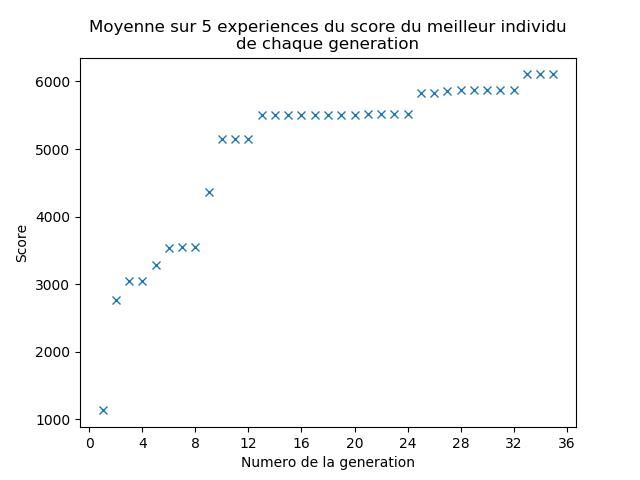 Moyenne sur 5 experiences du score du meilleur individu
de chaque generation
6000
5000
4000
3000
2000
1000
Score
0 4 8 12 16 20 24 28 32 36
Numero de la generation